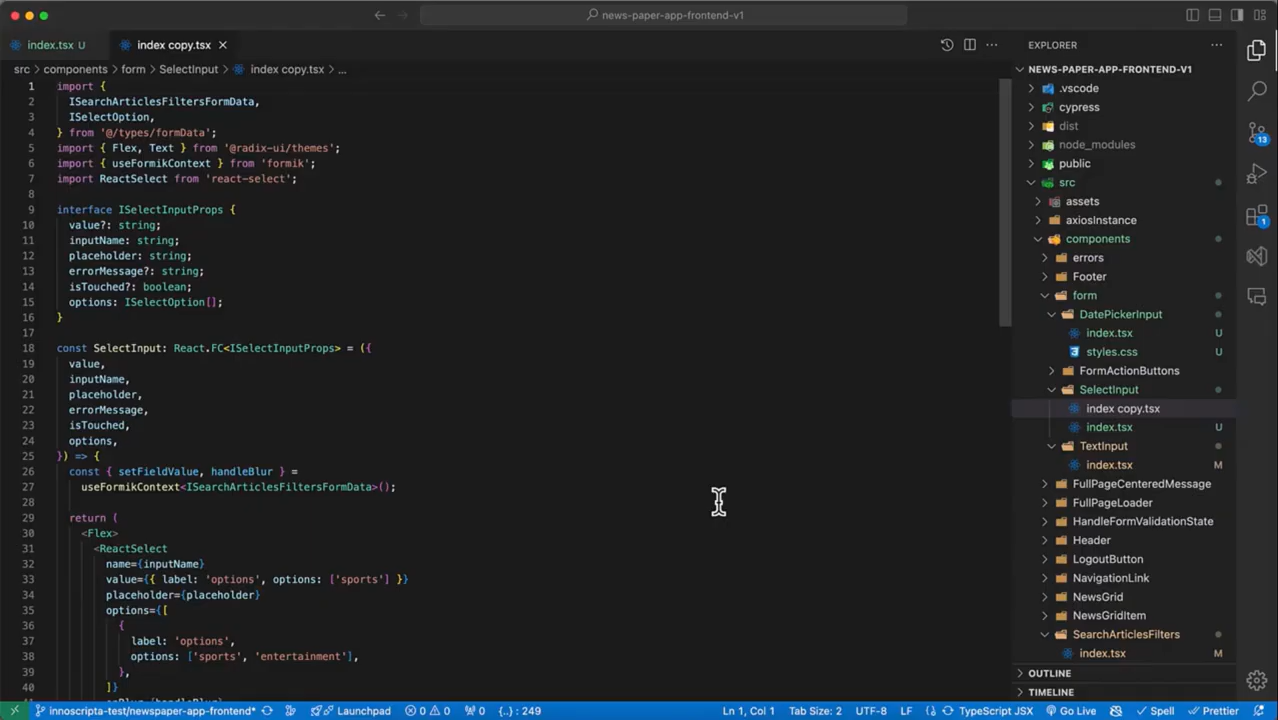 news-paper-app-frontend-v1
index.tsx U
index copy.tsx
src > components > form > SelectInput > index copy.tsx > ...
1 import {
2 ISearchArticlesFiltersFormData,
3 ISelectOption,
4 } from '@/types/formData';
5 import { Flex, Text } from '@radix-ui/themes';
6 import { useFormikContext } from 'formik';
7 import ReactSelect from 'react-select';
8
9 interface ISelectInputProps {
10 value?: string;
11 inputName: string;
12 placeholder: string;
13 errorMessage?: string;
14 isTouched?: boolean;
15 options: ISelectOption[];
16 }
17
18 const SelectInput: React.FC<ISelectInputProps> = ({
19 value,
20 inputName,
21 placeholder,
22 errorMessage,
23 isTouched,
24 options,
25 }) => {
26 const { setFieldValue, handleBlur } =
27 useFormikContext<ISearchArticlesFiltersFormData>();
28
29 return (
30 <Flex>
31 <ReactSelect
32 name={inputName}
33 value={{ label: 'options', options: ['sports'] }}
34 placeholder={placeholder}
35 options={[
36 {
37 label: 'options',
38 options: ['sports', 'entertainment'],
39 },
40 ]}
EXPLORER
NEWS-PAPER-APP-FRONTEND-V1
.vscode
cypress
dist
node_modules
public
src
assets
axiosInstance
components
errors
Footer
form
DatePickerInput
index.tsx U
styles.css U
FormActionButtons
SelectInput
index copy.tsx
index.tsx U
TextInput
index.tsx M
FullPageCenteredMessage
FullPageLoader
HandleFormValidationState
Header
LogoutButton
NavigationLink
NewsGrid
NewsGridItem
SearchArticlesFilters
index.tsx M
OUTLINE
TIMELINE
13
1
innoscripta-test/newspaper-app-frontend* Launchpad 0 0 0 {..} : 249 Ln 1, Col 1 Tab Size: 2 UTF-8 LF TypeScript JSX Go Live Spell Prettier